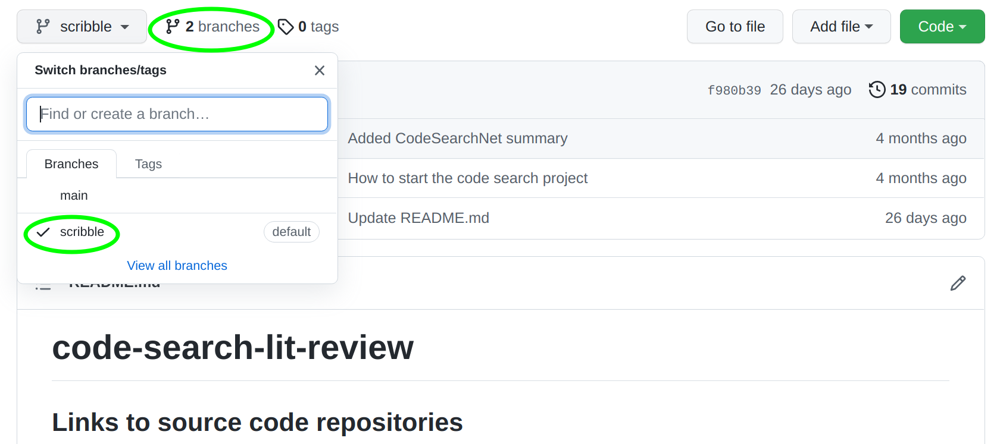 scribble 2 branches 0 tags Go to file Add file Code
Switch branches/tags
f980b39 26 days ago 19 commits
Find or create a branch…
Added CodeSearchNet summary 4 months ago
Branches Tags
How to start the code search project 4 months ago
main
Update README.md 26 days ago
scribble default
View all branches
README.md
code-search-lit-review
Links to source code repositories